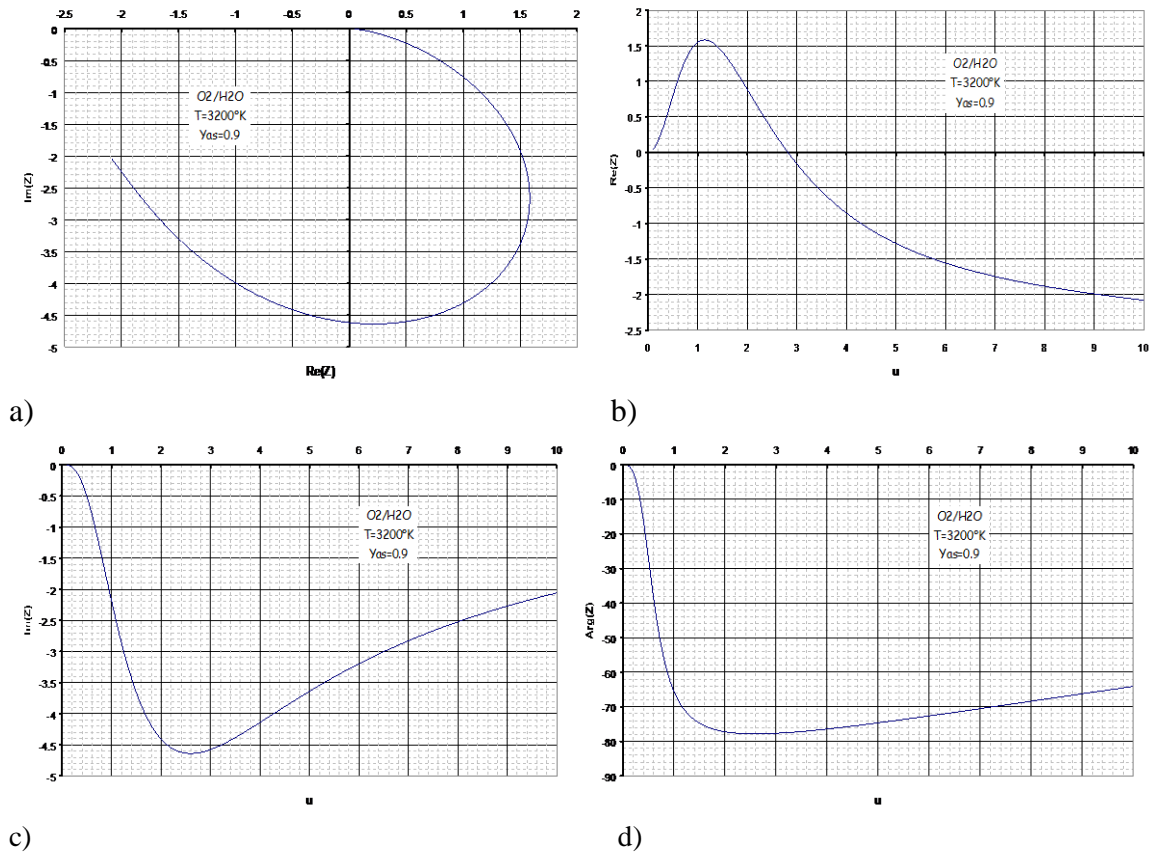 -2.5 -2 -1.5 -1 -0.5 0 0.5 1 1.5 2
0
-0.5
-1
-1.5
-2
-2.5
-3
-3.5
-4
-4.5
-5
Im(Z)
O2/H2O
T=3200°K
Yas=0.9
Re(Z)
a)
2
1.5
1
0.5
0
-0.5
-1
-1.5
-2
-2.5
Re(Z)
O2/H2O
T=3200°K
Yas=0.9
0 1 2 3 4 5 6 7 8 9 10
u
b)
0 1 2 3 4 5 6 7 8 9 10
0
-0.5
-1
-1.5
-2
-2.5
-3
-3.5
-4
-4.5
-5
Im(Z)
O2/H2O
T=3200°K
Yas=0.9
u
c)
0 1 2 3 4 5 6 7 8 9 10
0
-10
-20
-30
-40
-50
-60
-70
-80
-90
Arg(Z)
O2/H2O
T=3200°K
Yas=0.9
u
d)